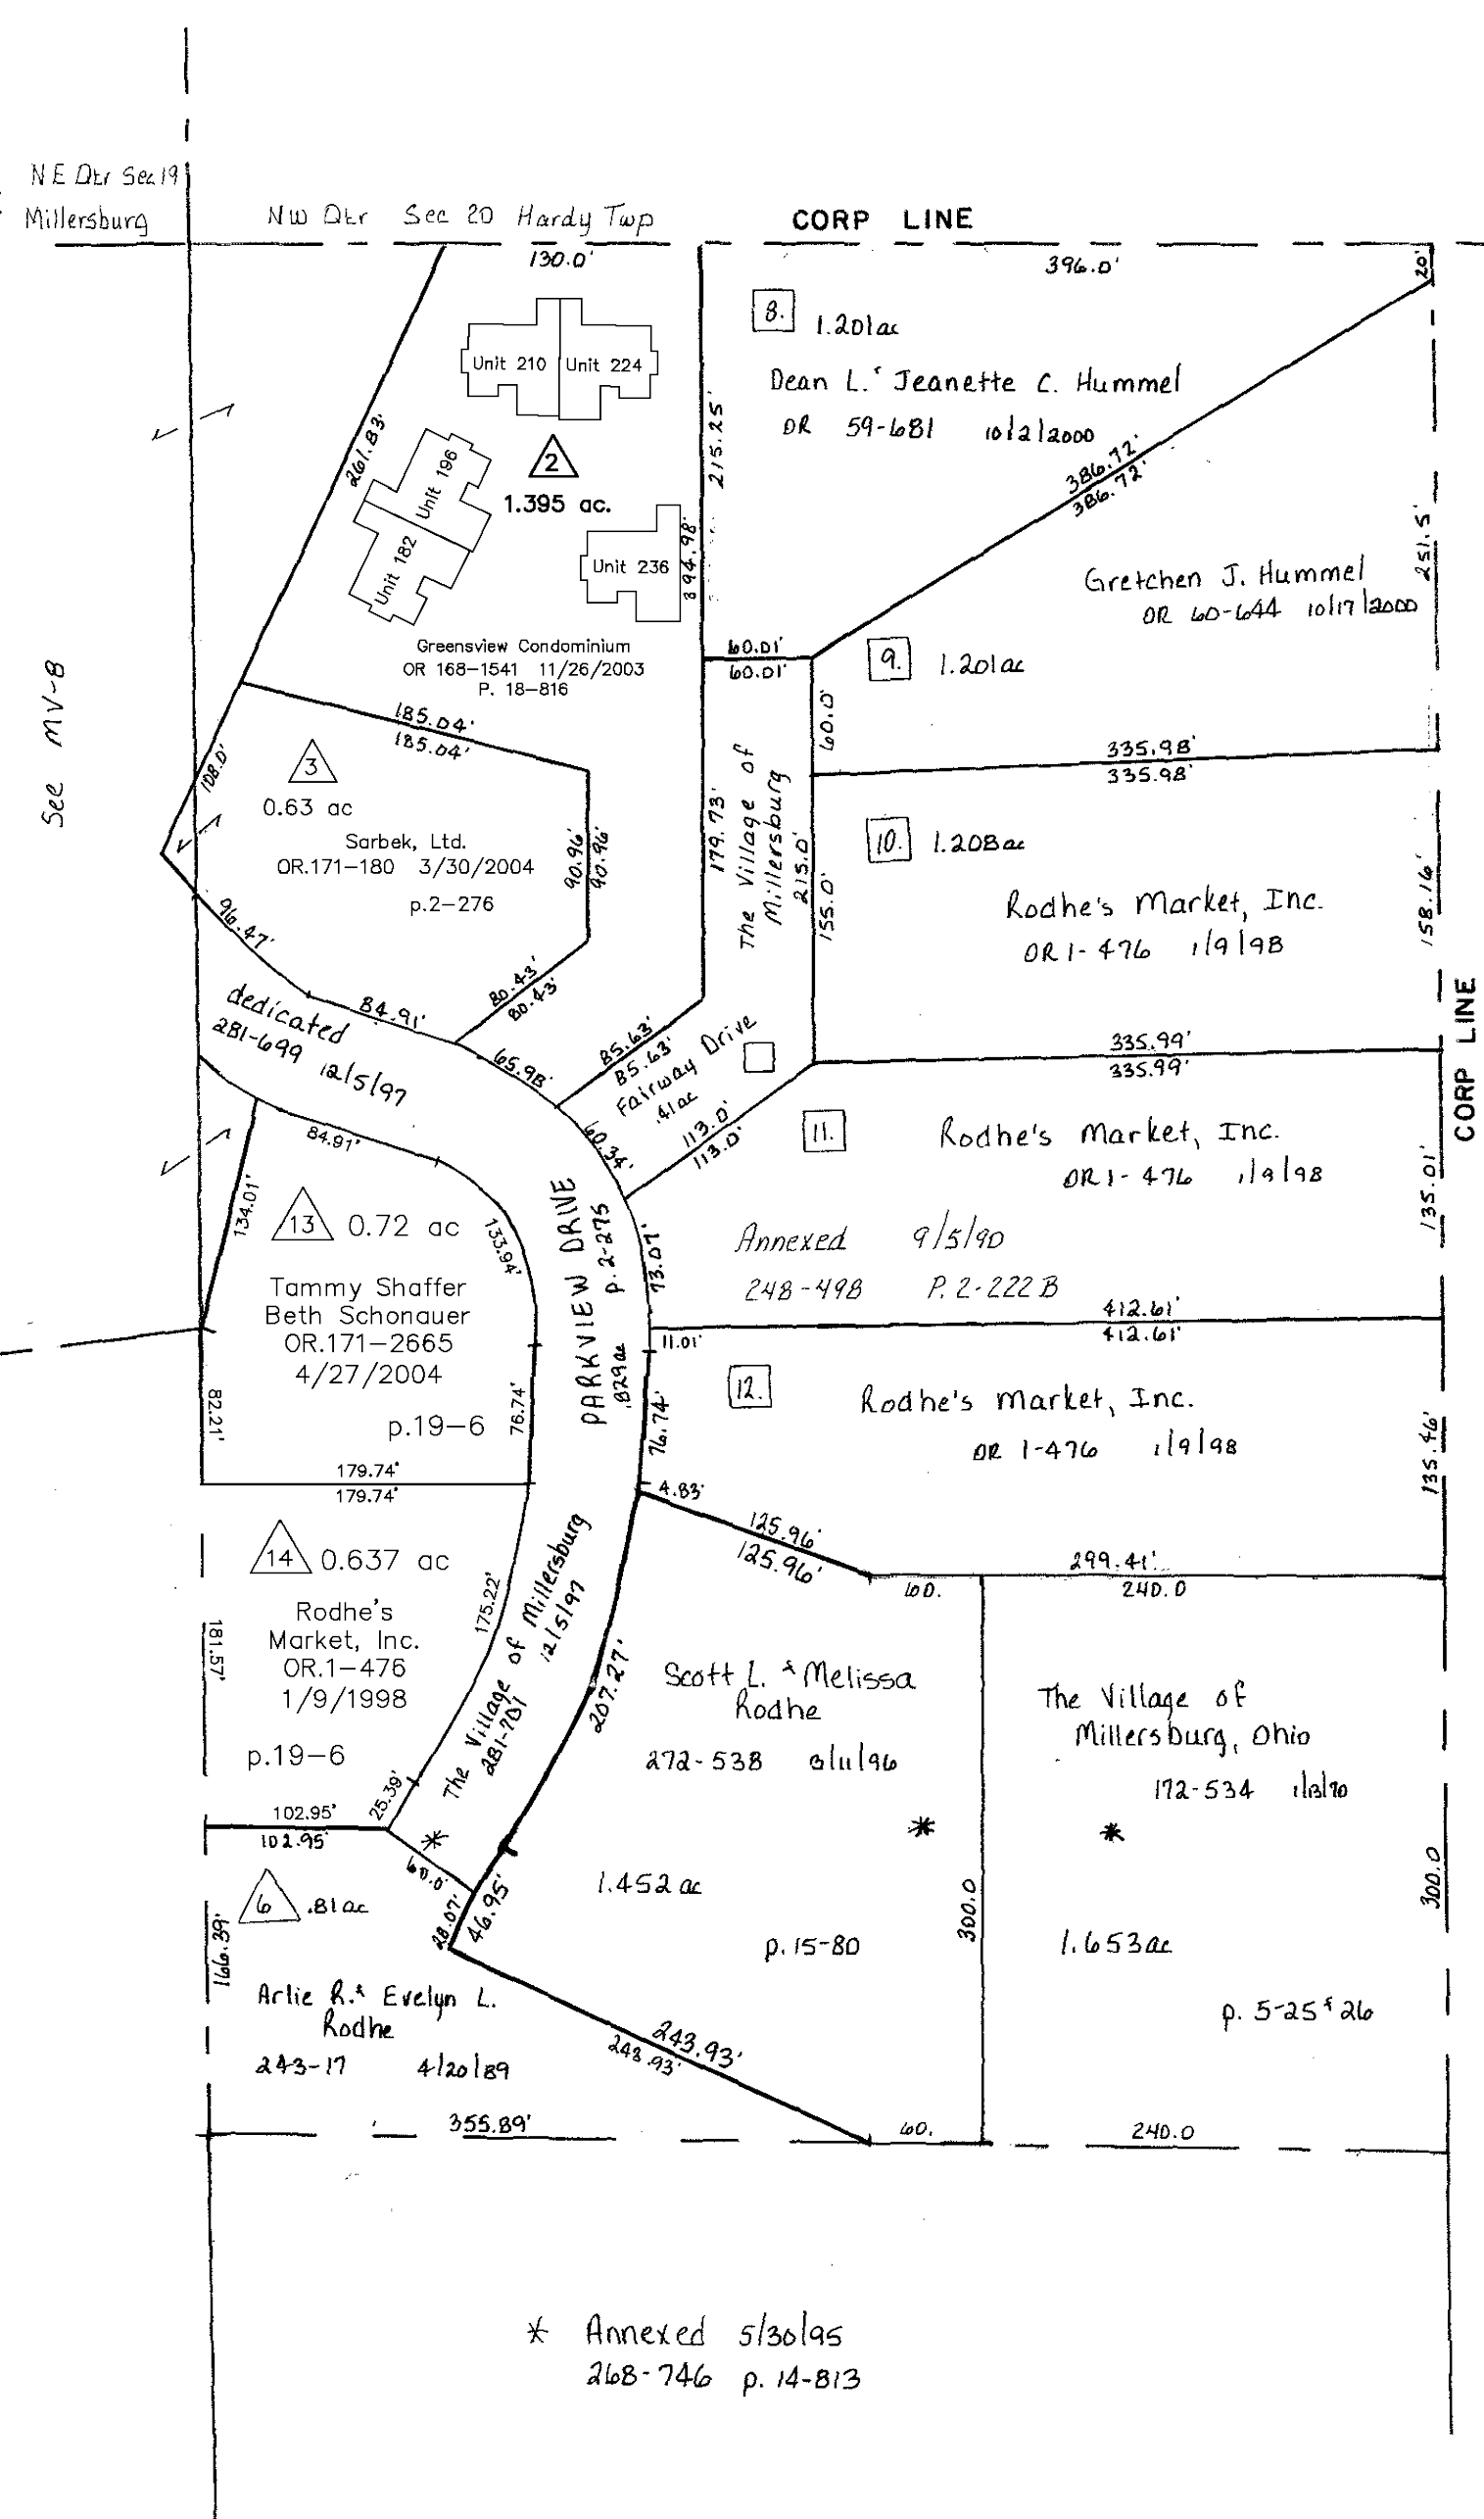 NE Qtr Sec 19
Millersburg
NW Qtr Sec 20 Hardy Twp
CORP LINE
130.0'
396.0'
20'
8.
1.201ac
Dean L. & Jeanette C. Hummel
OR 59-681 10/2/2000
Unit 210
Unit 224
261.83'
Unit 196
2
1.395 ac.
Unit 182
Unit 236
215.25'
394.98'
386.72'
386.72'
251.5'
Gretchen J. Hummel
OR 60-644 10/17/2000
Greensview Condominium
OR 168-1541 11/26/2003
P. 18-816
60.01'
60.01'
9.
1.201ac
See MV-8
185.04'
185.04'
108.0'
3
0.63 ac
Sarbek, Ltd.
OR.171-180 3/30/2004
p.2-276
90.96'
90.96'
179.73'
The Village of
Millersburg
60.0'
215.0'
155.0'
335.98'
335.98'
10.
1.208ac
Rodhe's Market, Inc.
OR 1-476 1/9/98
158.16'
CORP LINE
96.47'
84.91'
80.43'
80.43'
dedicated
281-699 12/5/97
65.98'
85.63'
85.63'
Fairway Drive
.41ac
60.34'
113.0'
113.0'
335.99'
335.99'
11.
Rodhe's Market, Inc.
OR 1-476 1/9/98
135.01'
Annexed 9/5/90
248-498 P. 2-222 B
84.91'
134.01'
13
0.72 ac
133.94'
Tammy Shaffer
Beth Schonauer
OR.171-2665
4/27/2004
p.19-6
82.21'
76.74'
PARKVIEW DRIVE
p. 2-275
.829ac
73.07'
11.01'
412.61'
412.61'
76.74'
12.
Rodhe's Market, Inc.
OR 1-476 1/9/98
135.46'
4.83'
179.74'
179.74'
14
0.637 ac
Rodhe's
Market, Inc.
OR.1-476
1/9/1998
p.19-6
181.57'
175.22'
25.39'
The Village of Millersburg
281-701 12/5/97
125.96'
125.96'
299.41'
60.
240.0
207.27'
Scott L. & Melissa
Rodhe
272-538 3/11/96
*
1.452 ac
p. 15-80
300.0
The Village of
Millersburg, Ohio
172-534 1/13/70
*
1.653ac
p. 5-25 & 26
300.0
102.95'
102.95'
*
60.0'
6
.81ac
28.07'
46.95'
166.39'
Arlie R. & Evelyn L.
Rodhe
243-17 4/20/89
243.93'
243.93'
355.89'
60.
240.0
* Annexed 5/30/95
268-746 p. 14-813